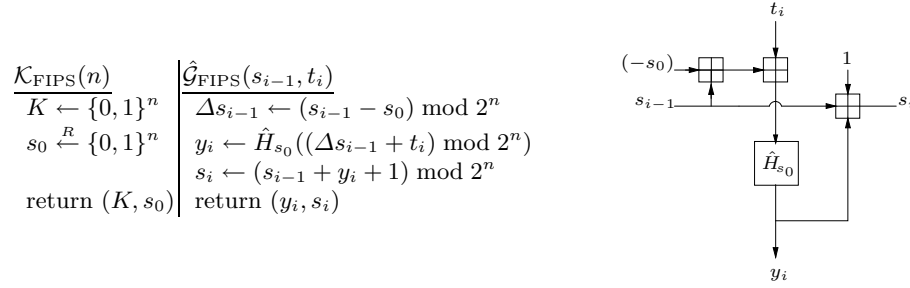 𝒦_FIPS(n)
K ← {0, 1}^n
s_0 ←^R {0, 1}^n
return (K, s_0)
𝒢̂_FIPS(s_{i−1}, t_i)
Δs_{i−1} ← (s_{i−1} − s_0) mod 2^n
y_i ← Ĥ_{s_0}((Δs_{i−1} + t_i) mod 2^n)
s_i ← (s_{i−1} + y_i + 1) mod 2^n
return (y_i, s_i)
t_i
(−s_0)
1
s_{i−1}
s
Ĥ_{s_0}
y_i